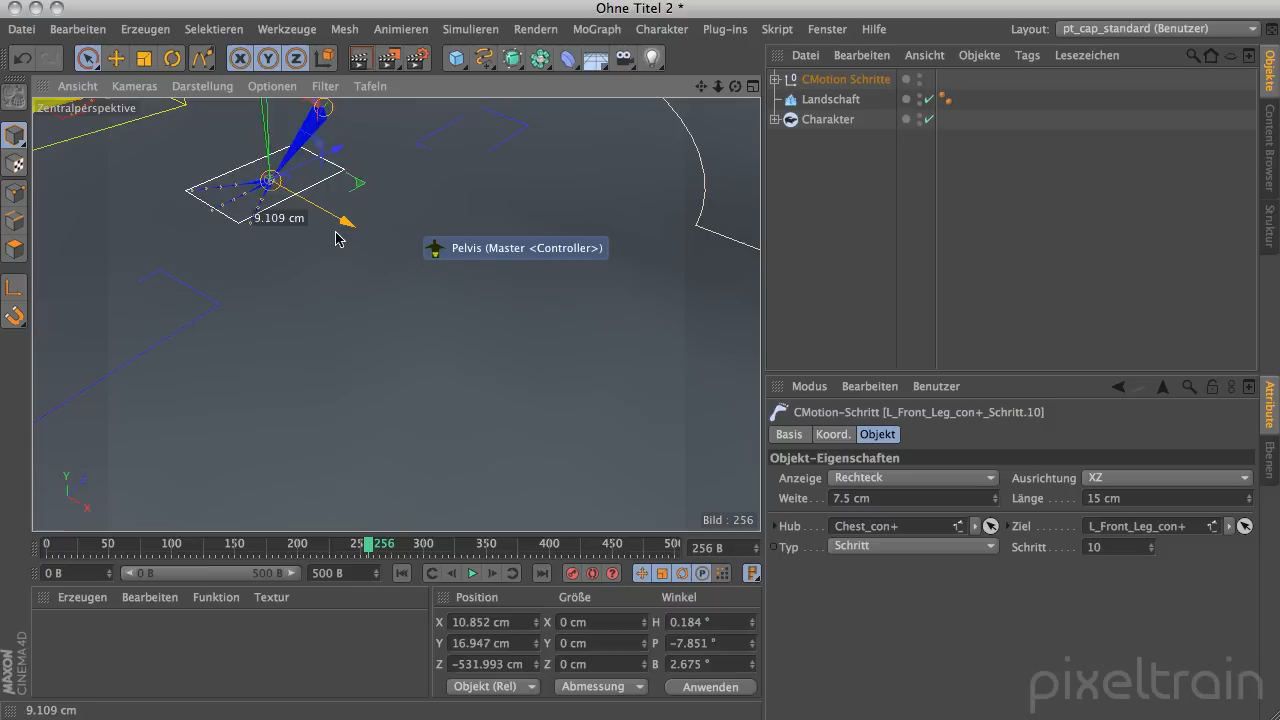 Ohne Titel 2 *
Datei Bearbeiten Erzeugen Selektieren Werkzeuge Mesh Animieren Simulieren Rendern MoGraph Charakter Plug-ins Skript Fenster Hilfe Layout: pt_cap_standard (Benutzer)
X Y Z
Datei Bearbeiten Ansicht Objekte Tags Lesezeichen
Ansicht Kameras Darstellung Optionen Filter Tafeln
Zentralperspektive
CMotion Schritte
Landschaft
Charakter
Objekte
Content Browser
Struktur
9.109 cm
Pelvis (Master <Controller>)
Modus Bearbeiten Benutzer
CMotion-Schritt [L_Front_Leg_con+_Schritt.10]
Basis Koord. Objekt
Objekt-Eigenschaften
Anzeige Rechteck Ausrichtung XZ
Weite . . . 7.5 cm Länge . . . . 15 cm
Hub . . . . Chest_con+ Ziel . . . . . L_Front_Leg_con+
Typ . . . . Schritt Schritt . . . 10
Attribute
Ebenen
Y
X
Bild : 256
0 50 100 150 200 25 256 300 350 400 450 50 256 B
0 B 0 B 500 B 500 B
Erzeugen Bearbeiten Funktion Textur
Position Größe Winkel
X 10.852 cm X 0 cm H 0.184 °
Y 16.947 cm Y 0 cm P -7.851 °
Z -531.993 cm Z 0 cm B 2.675 °
Objekt (Rel) Abmessung Anwenden
MAXON
CINEMA 4D
9.109 cm
pixeltrain